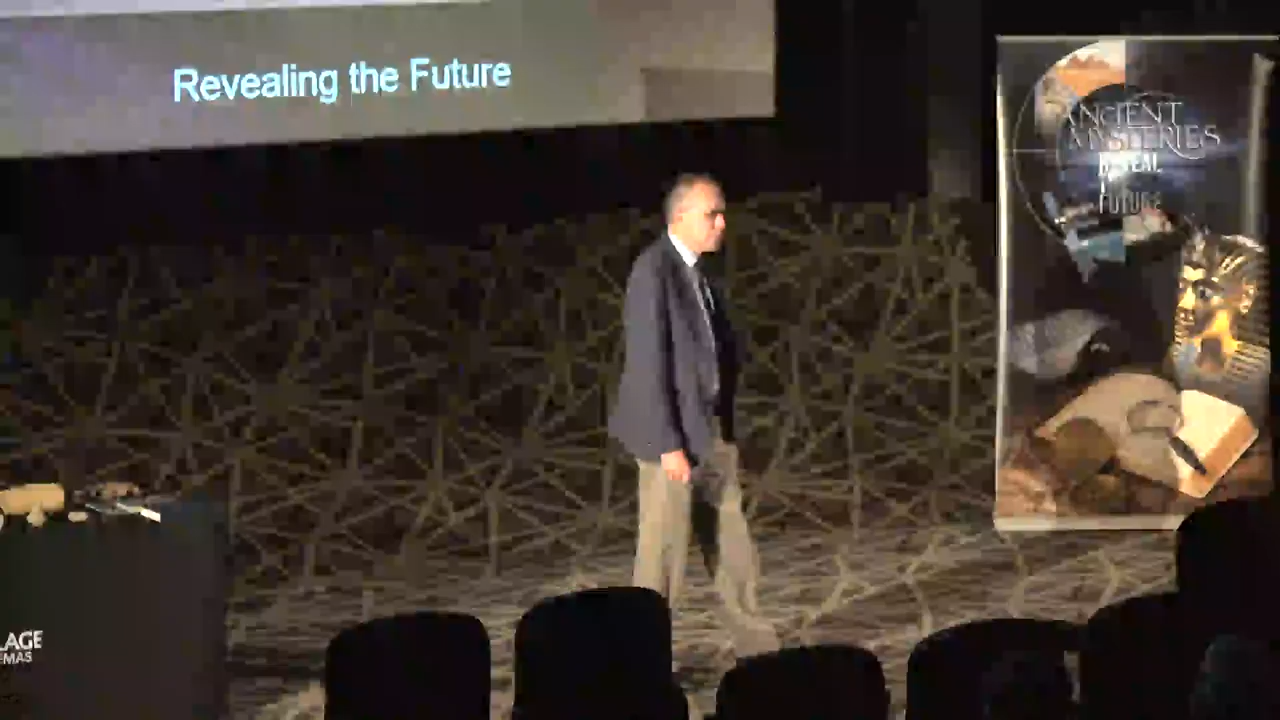 Revealing the Future
ANCIENT
MYSTERIES
REVEAL
FUTURE
LAGE
EMAS